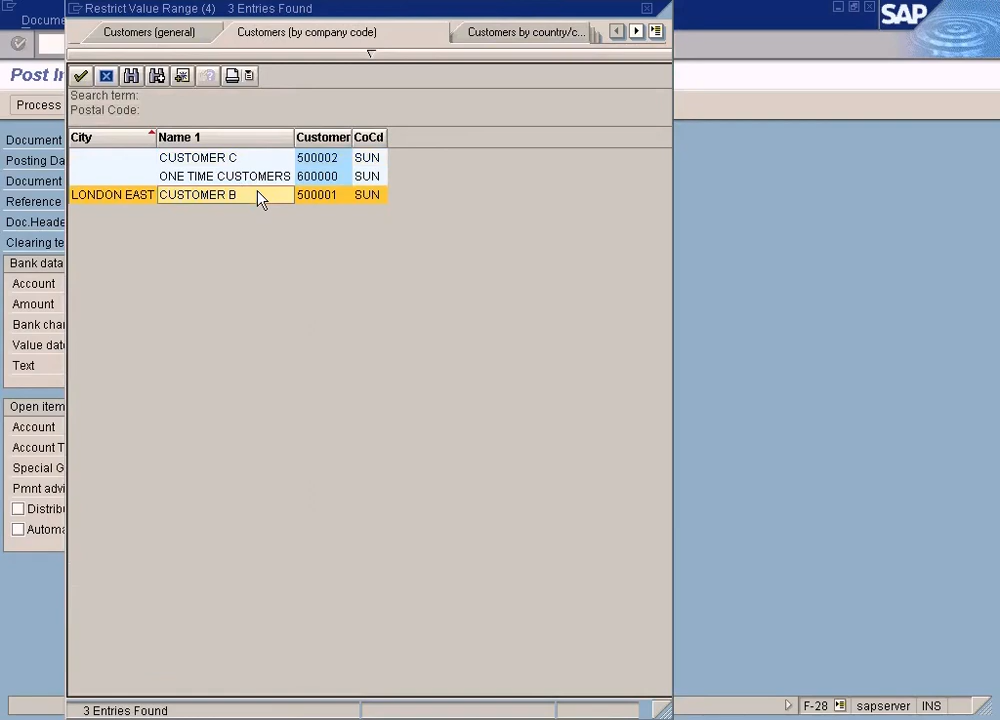 Docum
Restrict Value Range (4) 3 Entries Found
SAP
Customers (general) Customers (by company code) Customers by country/c...
Post In
Process
Search term:
Postal Code:
City Name 1 Customer CoCd
CUSTOMER C 500002 SUN
ONE TIME CUSTOMERS 600000 SUN
LONDON EAST CUSTOMER B 500001 SUN
Document
Posting Da
Document
Reference
Doc.Heade
Clearing te
Bank data
Account
Amount
Bank char
Value date
Text
Open item
Account
Account T
Special G
Pmnt advi
Distribu
Automa
3 Entries Found
F-28 sapserver INS